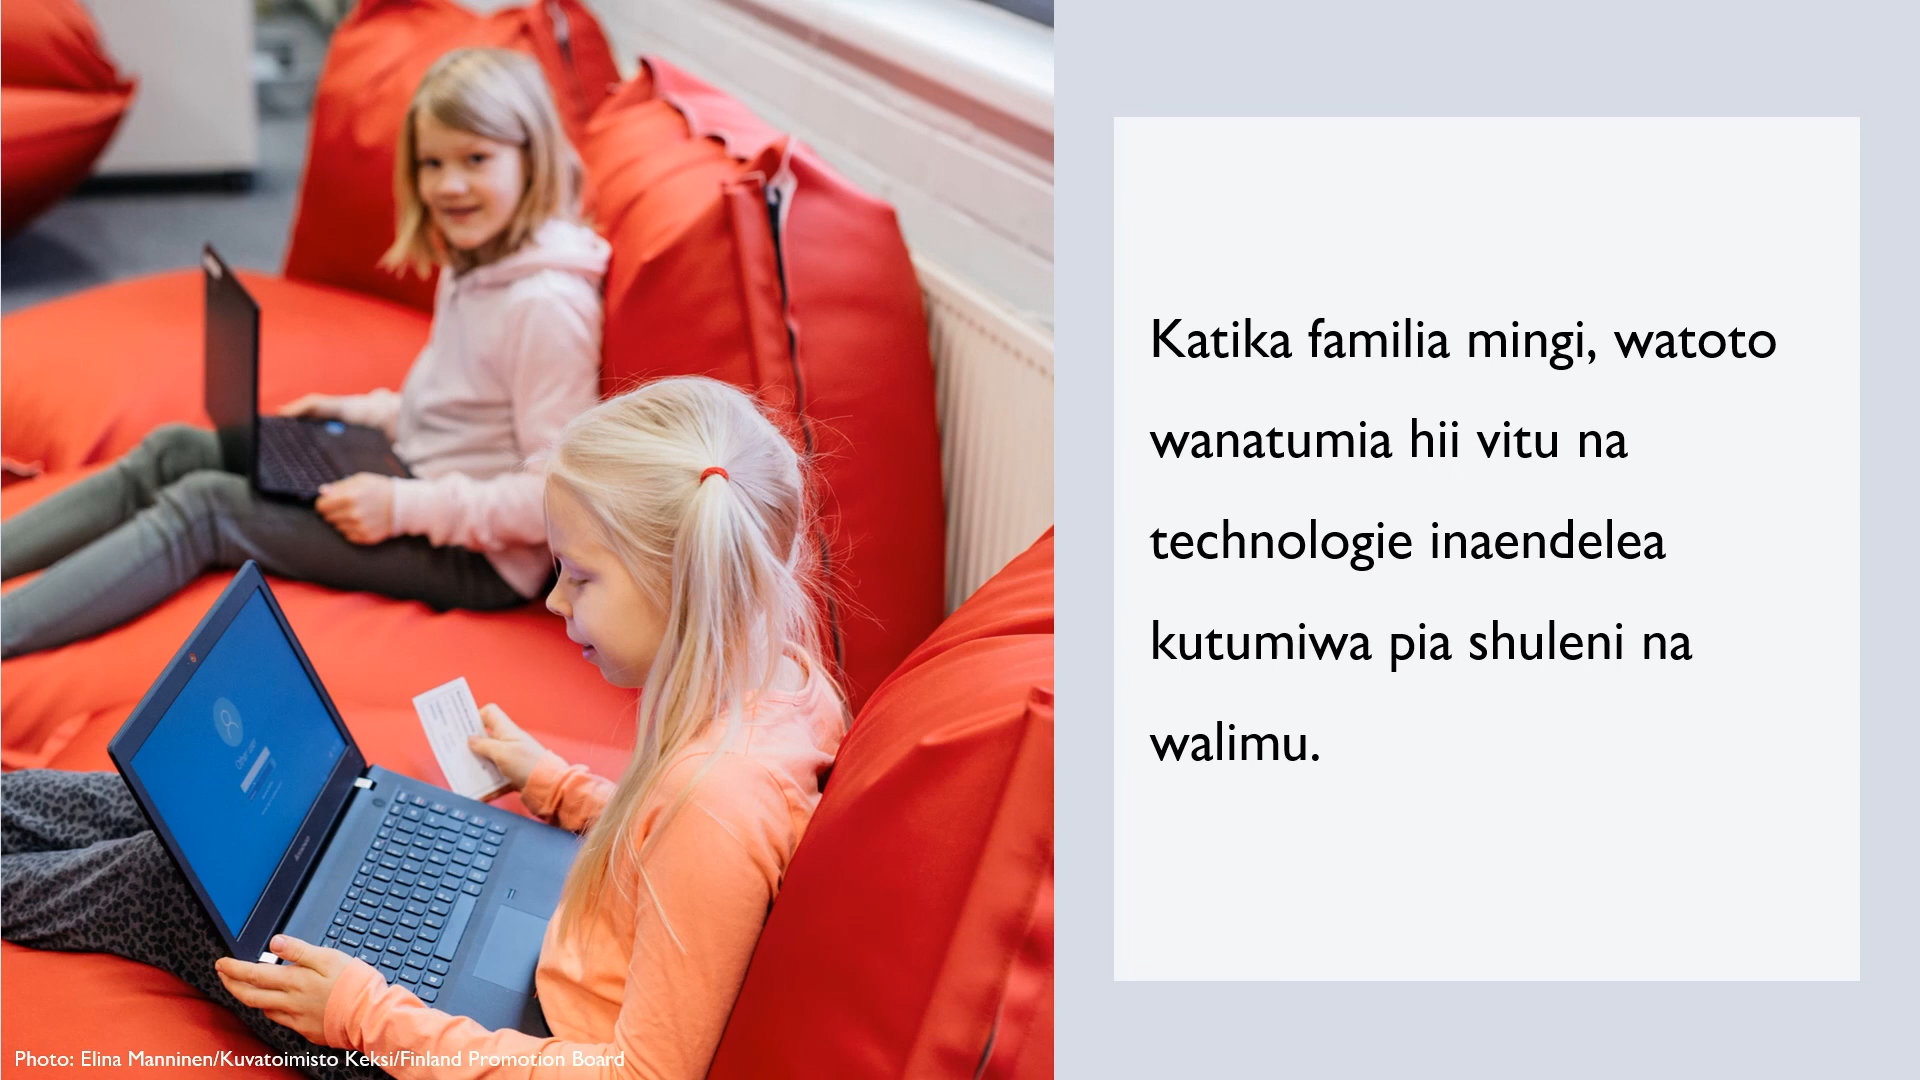 Katika familia mingi, watoto
wanatumia hii vitu na
technologie inaendelea
kutumiwa pia shuleni na
walimu.
Photo: Elina Manninen/Kuvatoimisto Keksi/Finland Promotion Board